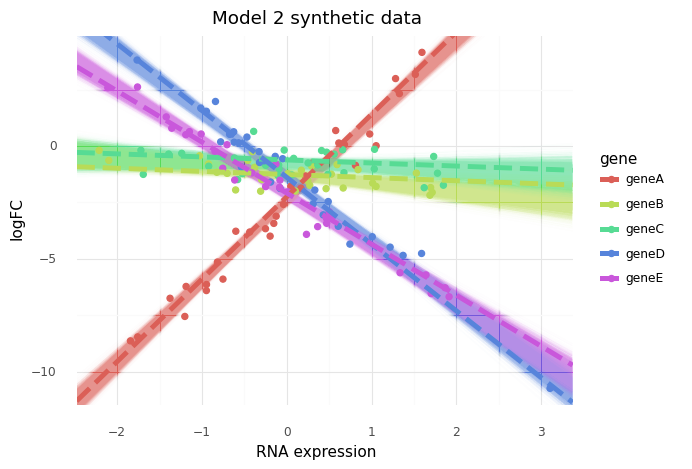 Model 2 synthetic data
logFC
0
−5
−10
−2
−1
0
1
2
3
RNA expression
gene
geneA
geneB
geneC
geneD
geneE